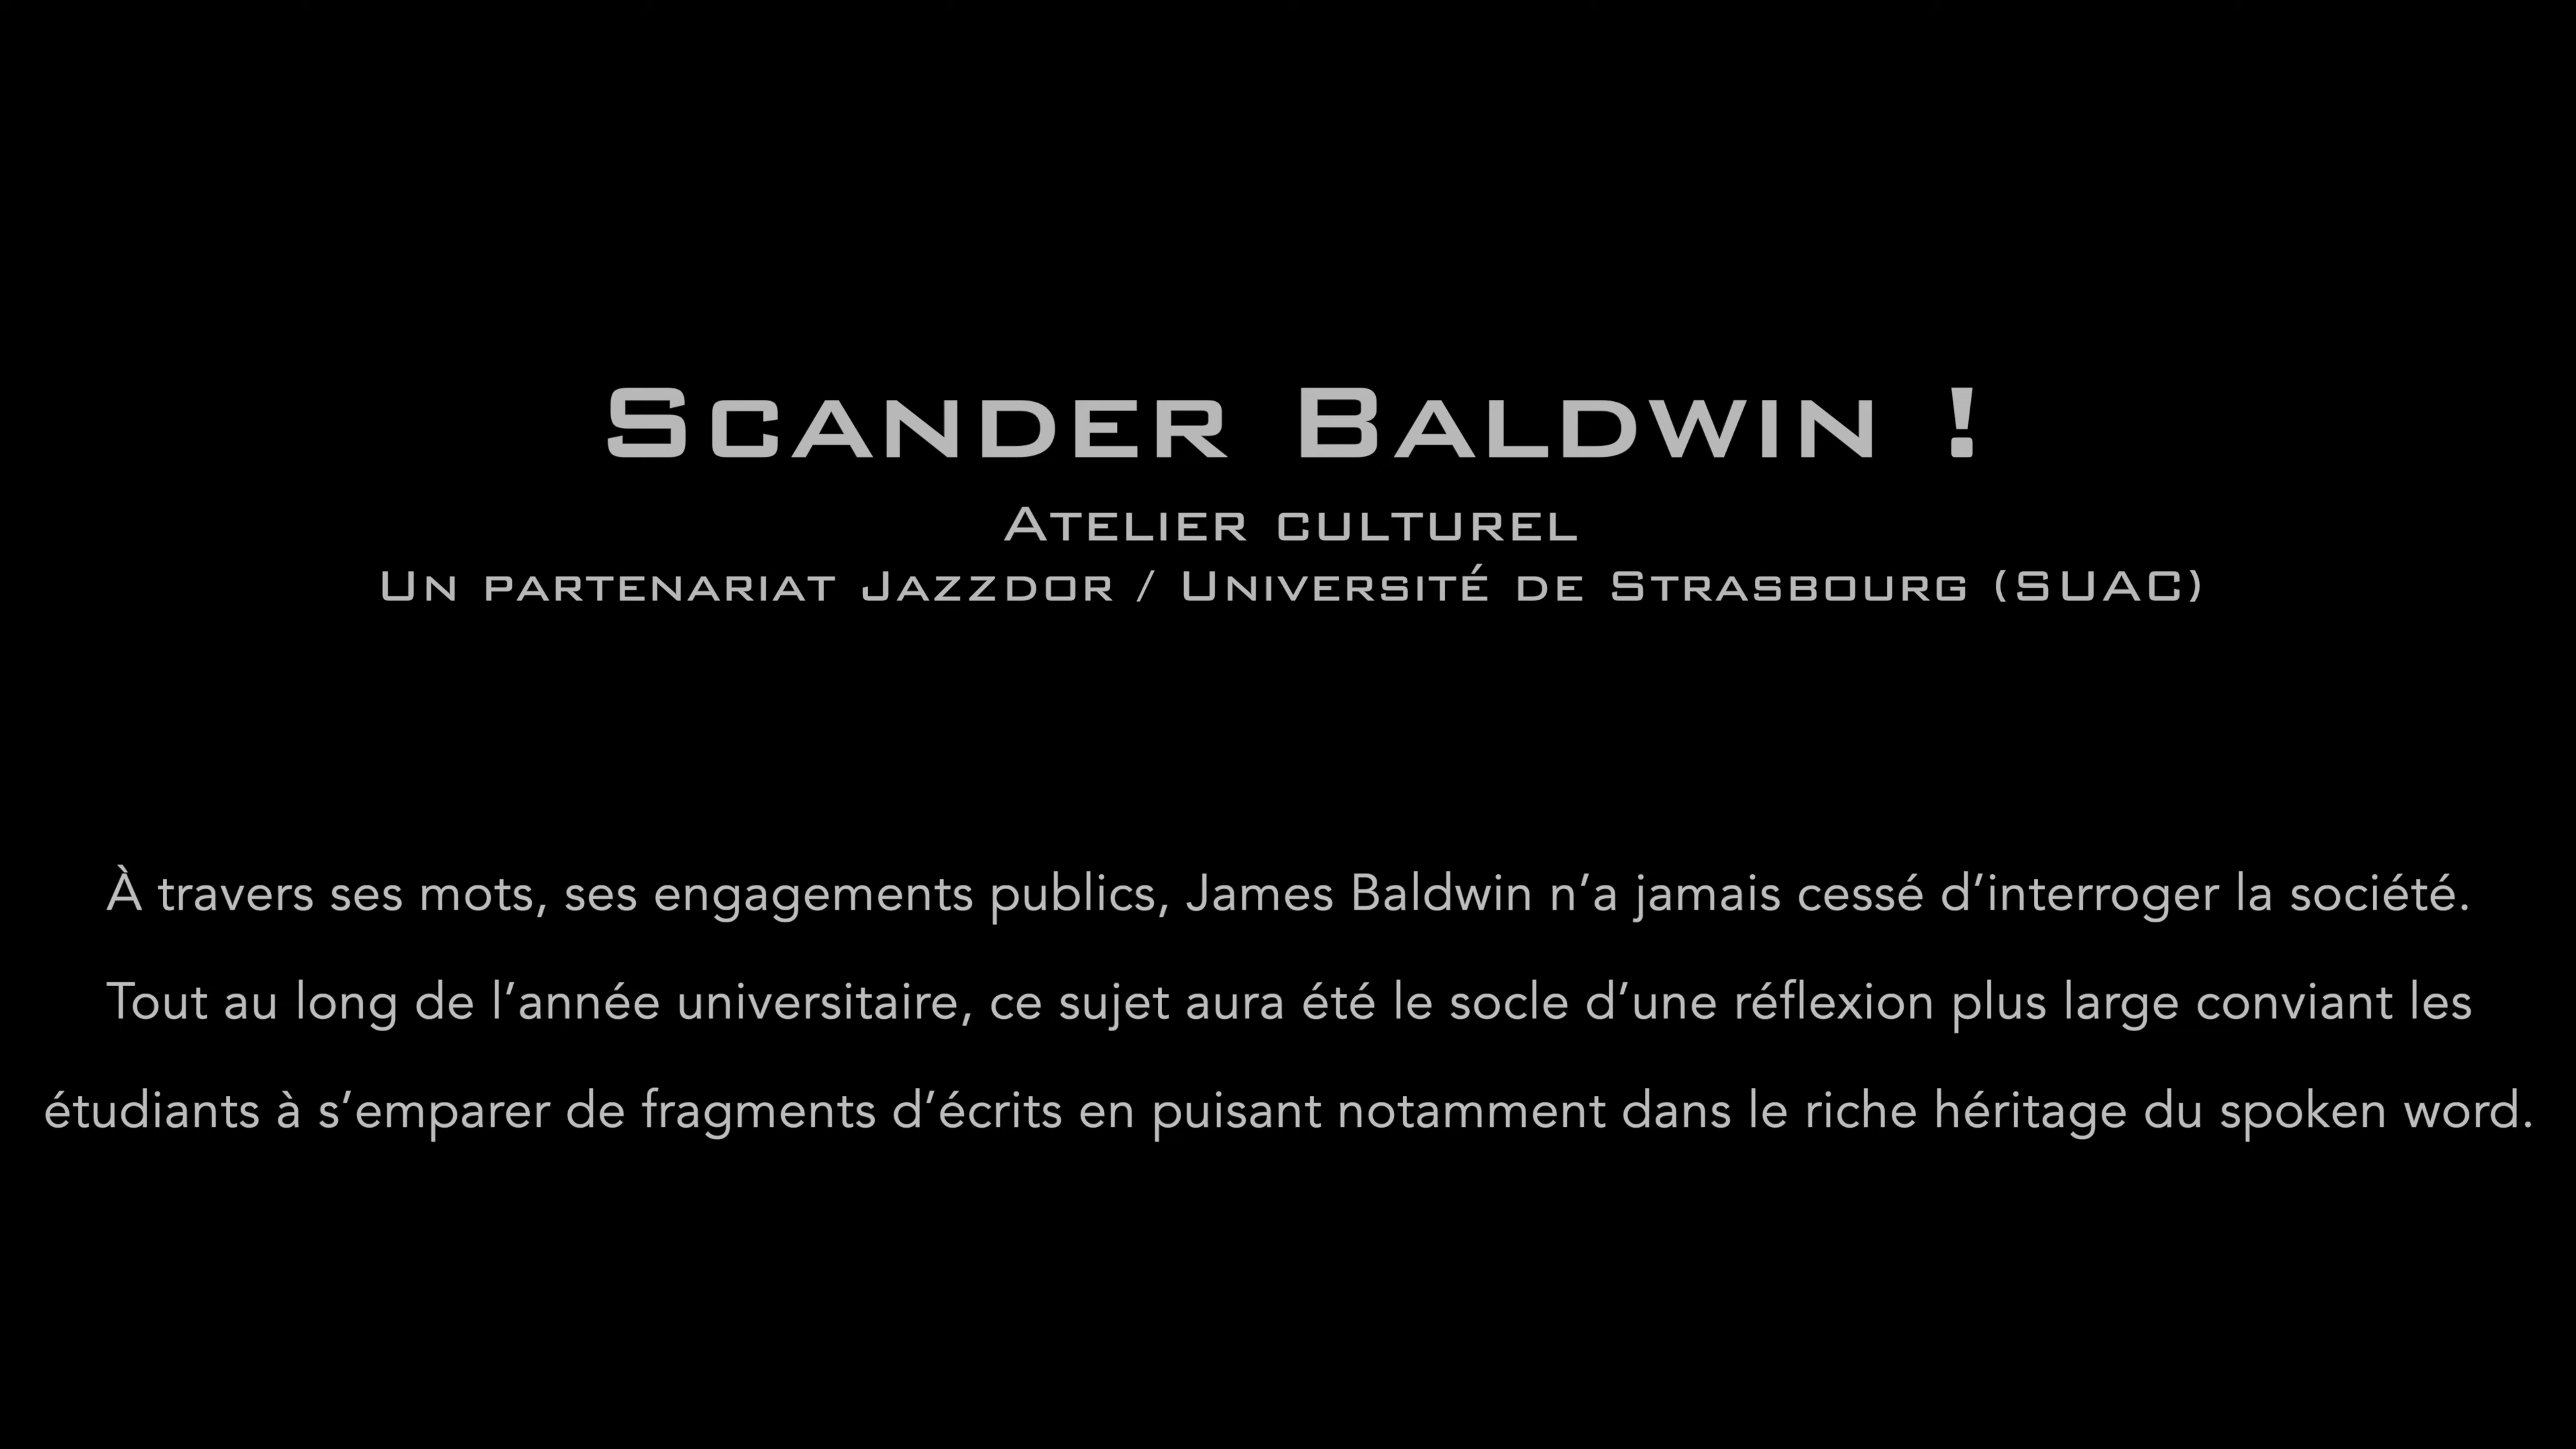 Scander Baldwin !
Atelier culturel
Un partenariat Jazzdor / Université de Strasbourg (SUAC)
À travers ses mots, ses engagements publics, James Baldwin n’a jamais cessé d’interroger la société.
Tout au long de l’année universitaire, ce sujet aura été le socle d’une réflexion plus large conviant les
étudiants à s’emparer de fragments d’écrits en puisant notamment dans le riche héritage du spoken word.